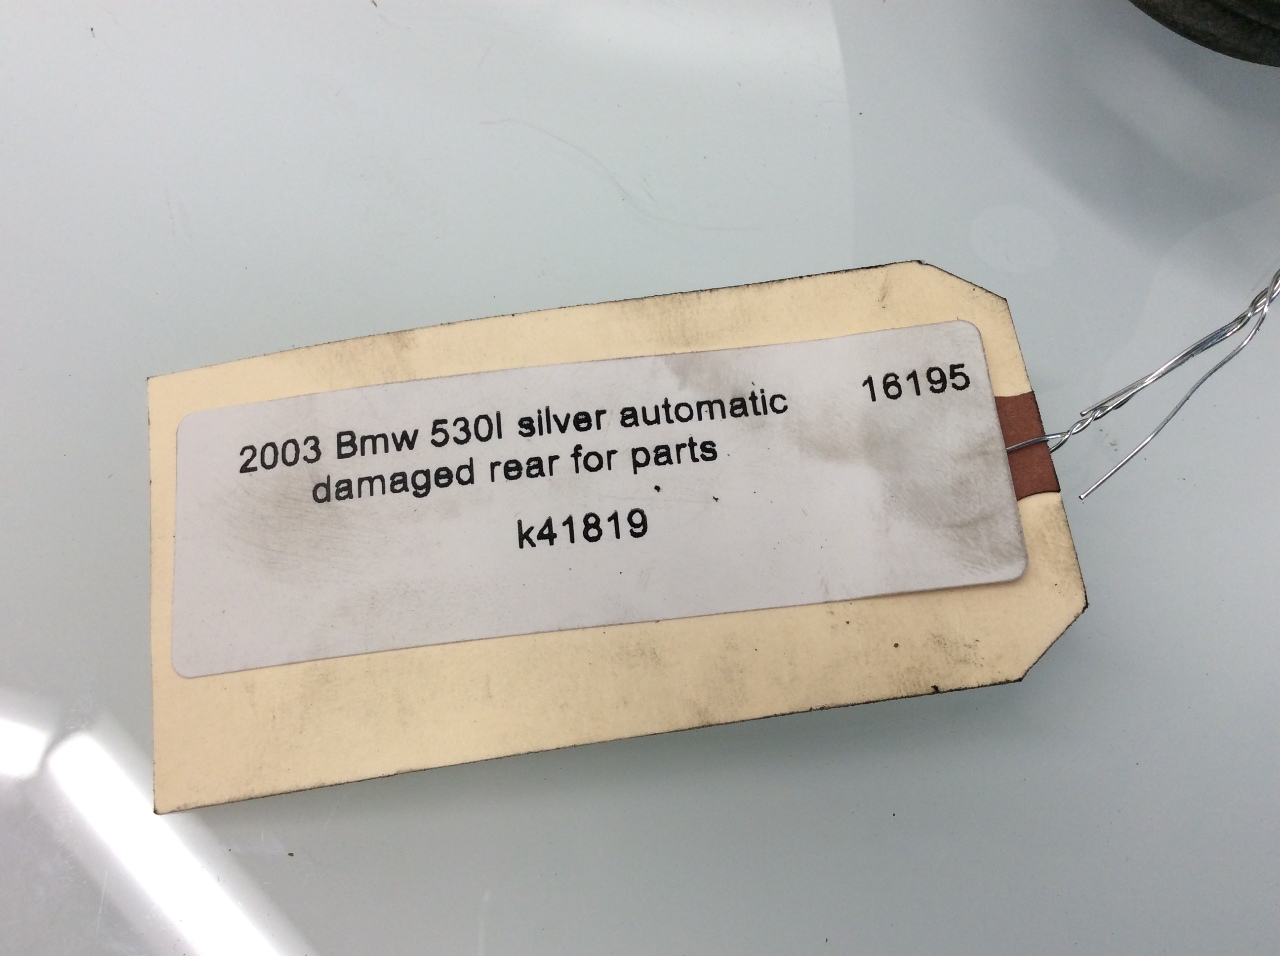 2003 Bmw 530I silver automatic 16195
damaged rear for parts
k41819